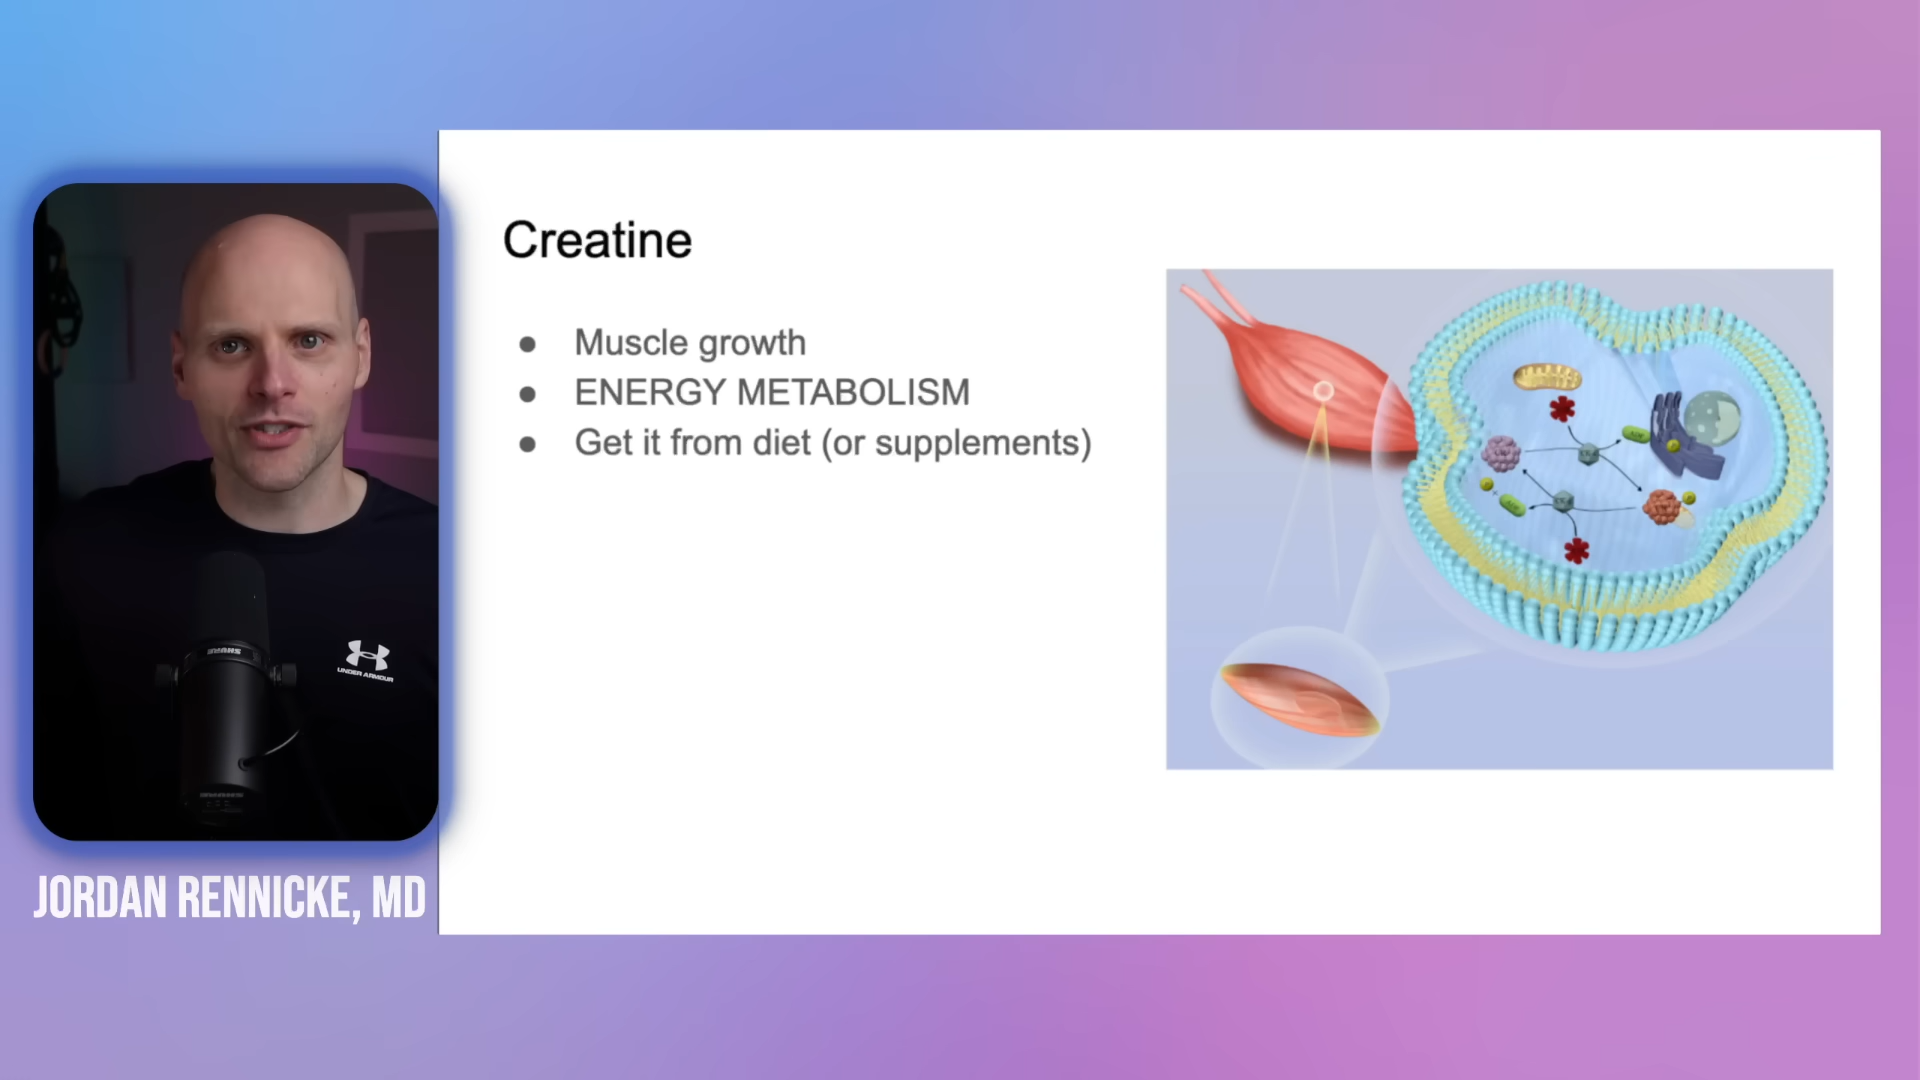 Creatine
● Muscle growth
● ENERGY METABOLISM
● Get it from diet (or supplements)
UNDER ARMOUR
JORDAN RENNICKE, MD